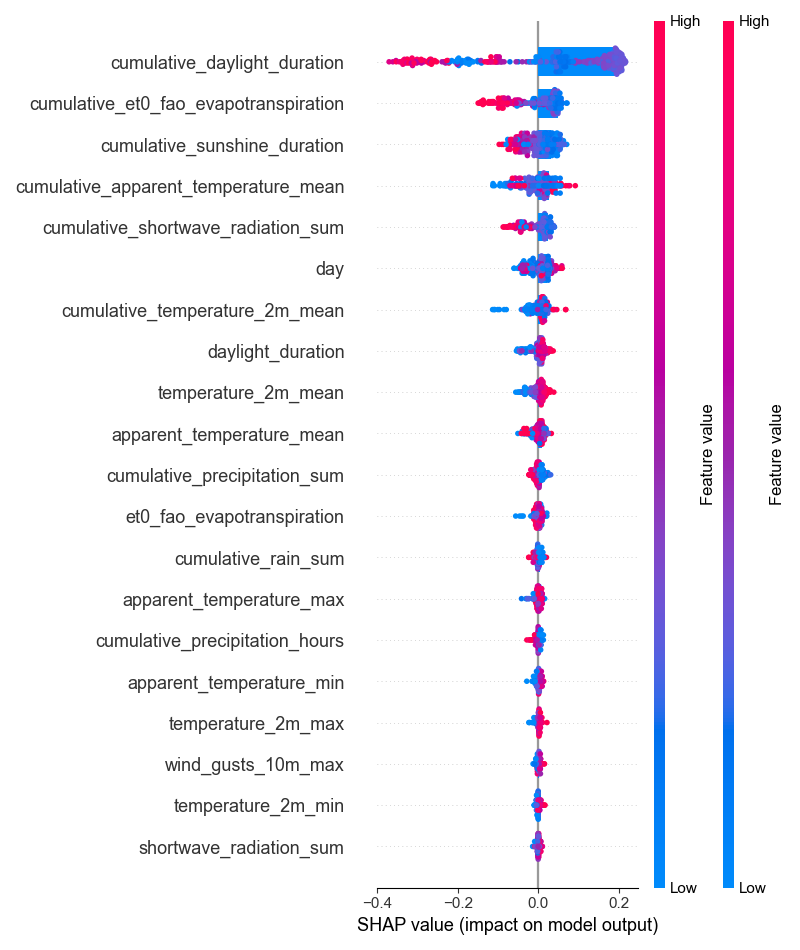 High
High
cumulative_daylight_duration
cumulative_et0_fao_evapotranspiration
cumulative_sunshine_duration
cumulative_apparent_temperature_mean
cumulative_shortwave_radiation_sum
day
cumulative_temperature_2m_mean
daylight_duration
temperature_2m_mean
apparent_temperature_mean
cumulative_precipitation_sum
et0_fao_evapotranspiration
cumulative_rain_sum
apparent_temperature_max
cumulative_precipitation_hours
apparent_temperature_min
temperature_2m_max
wind_gusts_10m_max
temperature_2m_min
shortwave_radiation_sum
Feature value
Feature value
Low
Low
−0.4 −0.2 0.0 0.2
SHAP value (impact on model output)